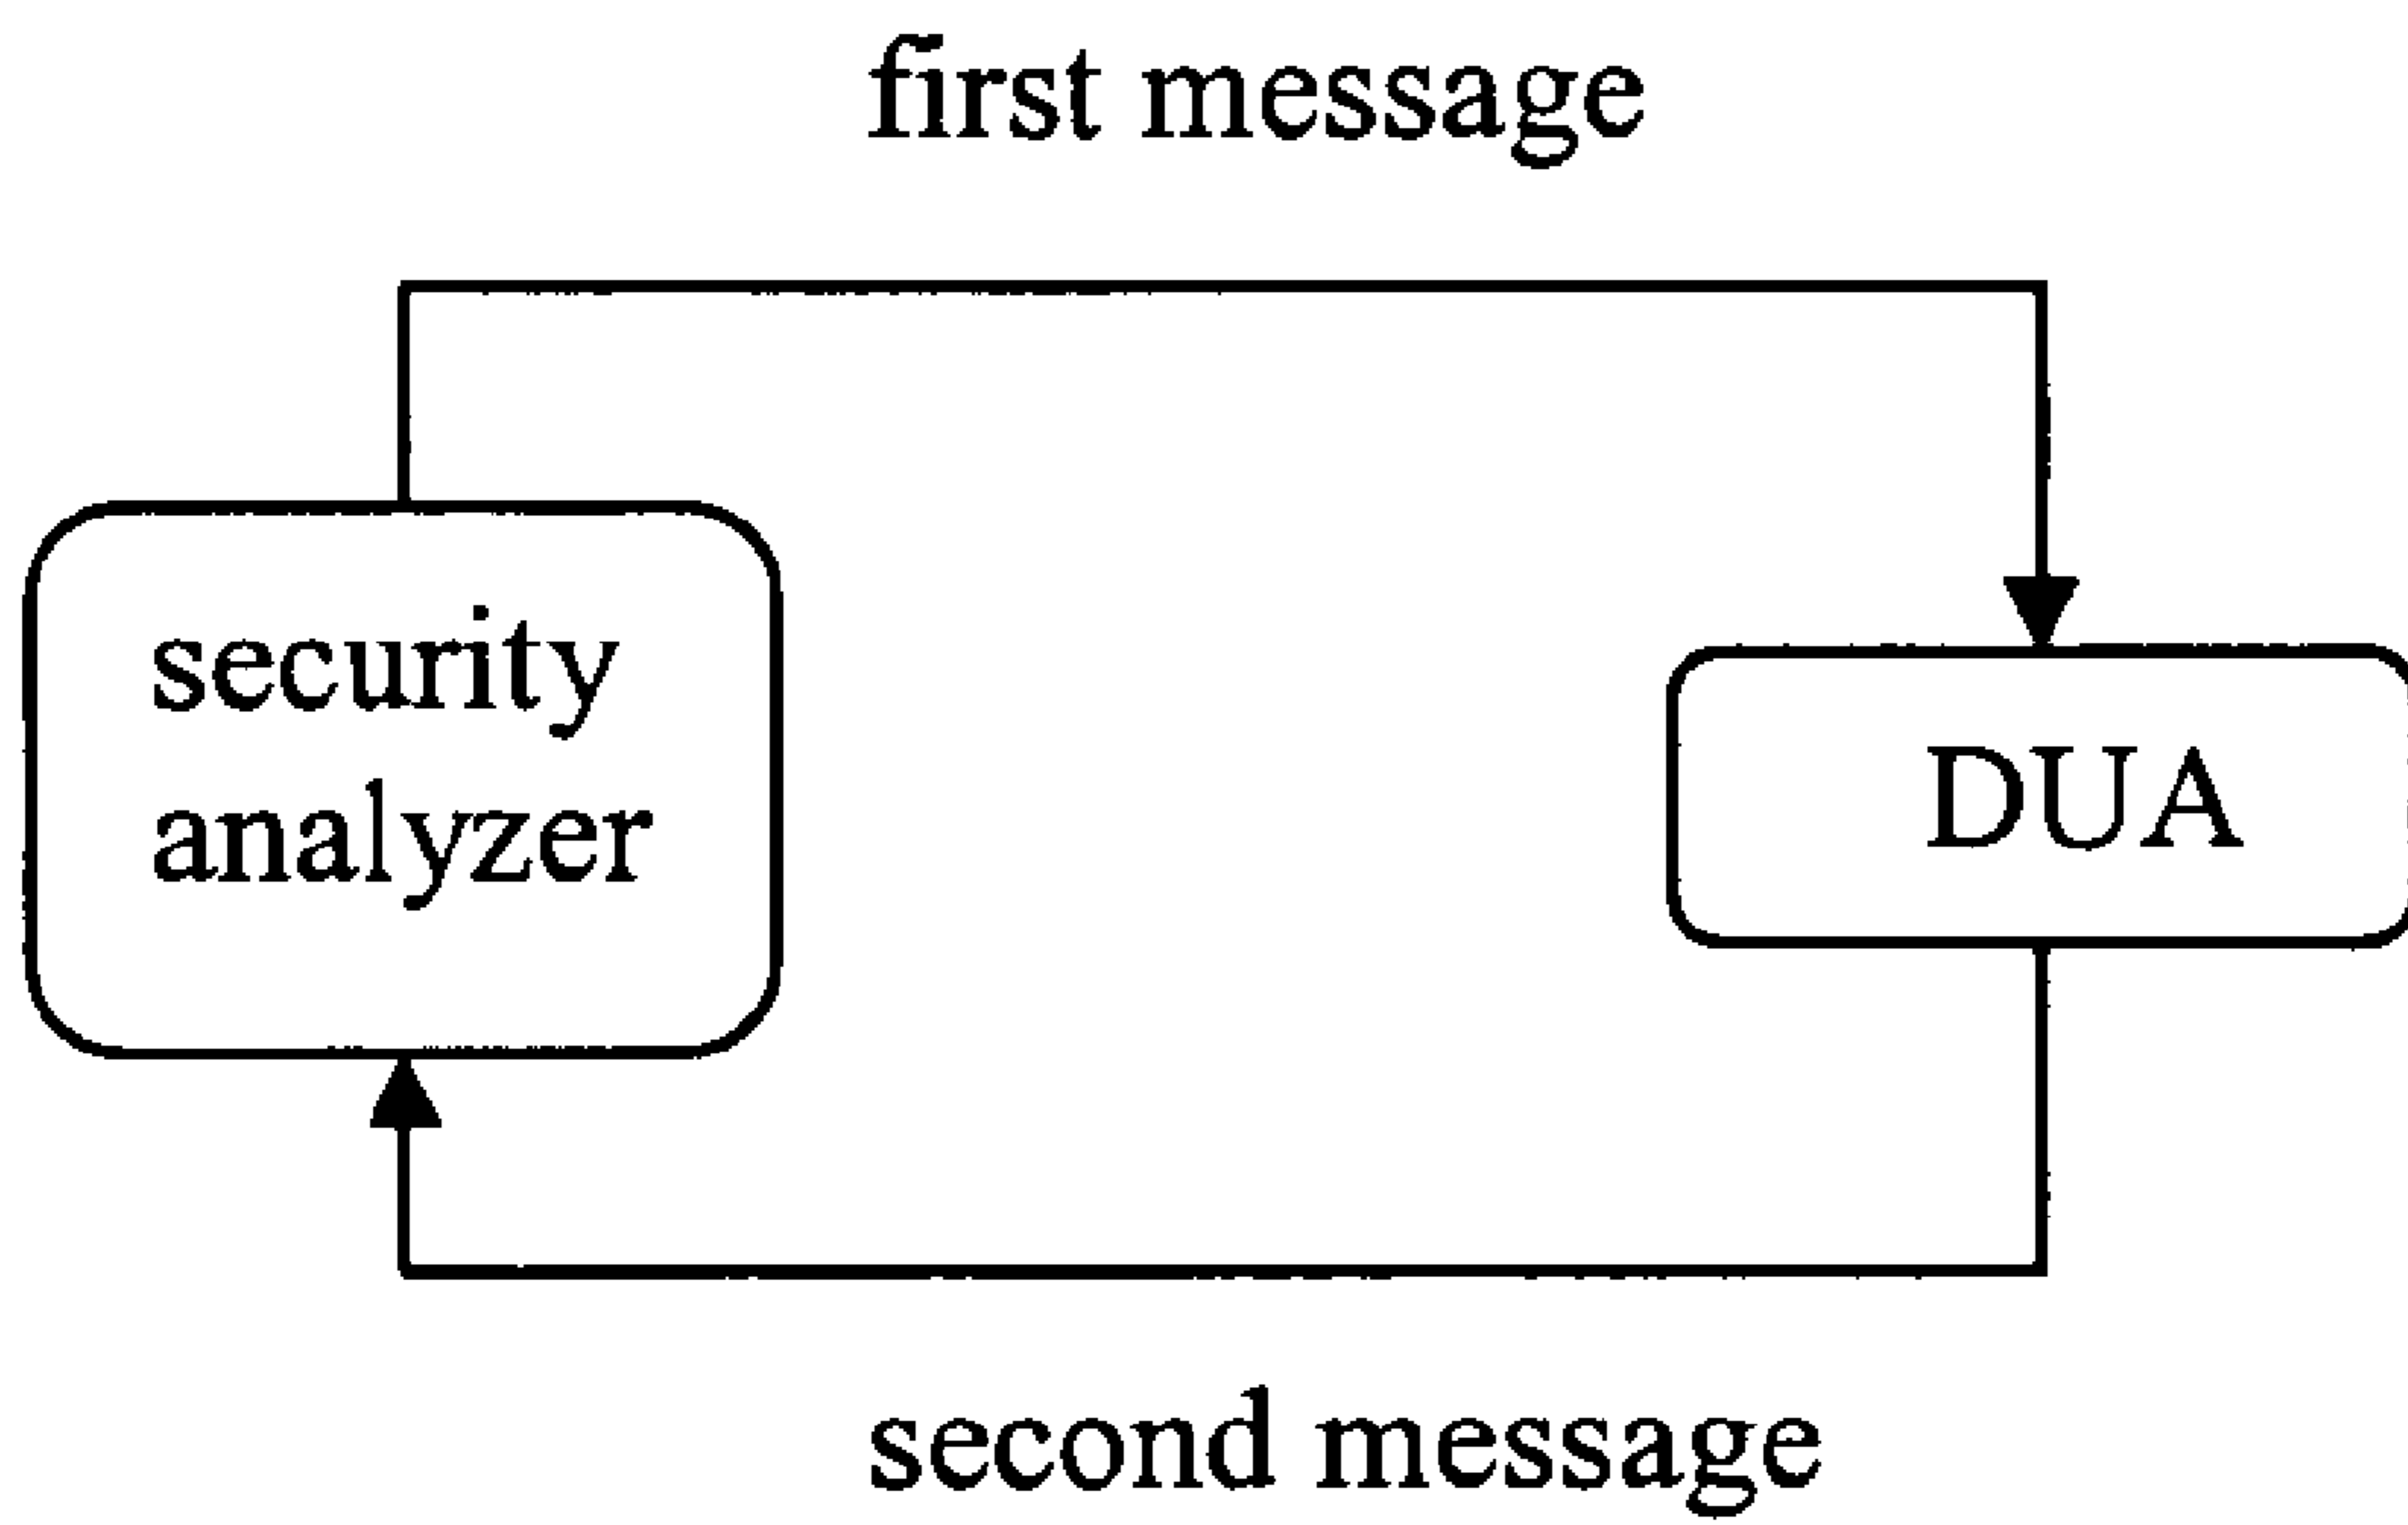 first message
security
analyzer
DUA
second message